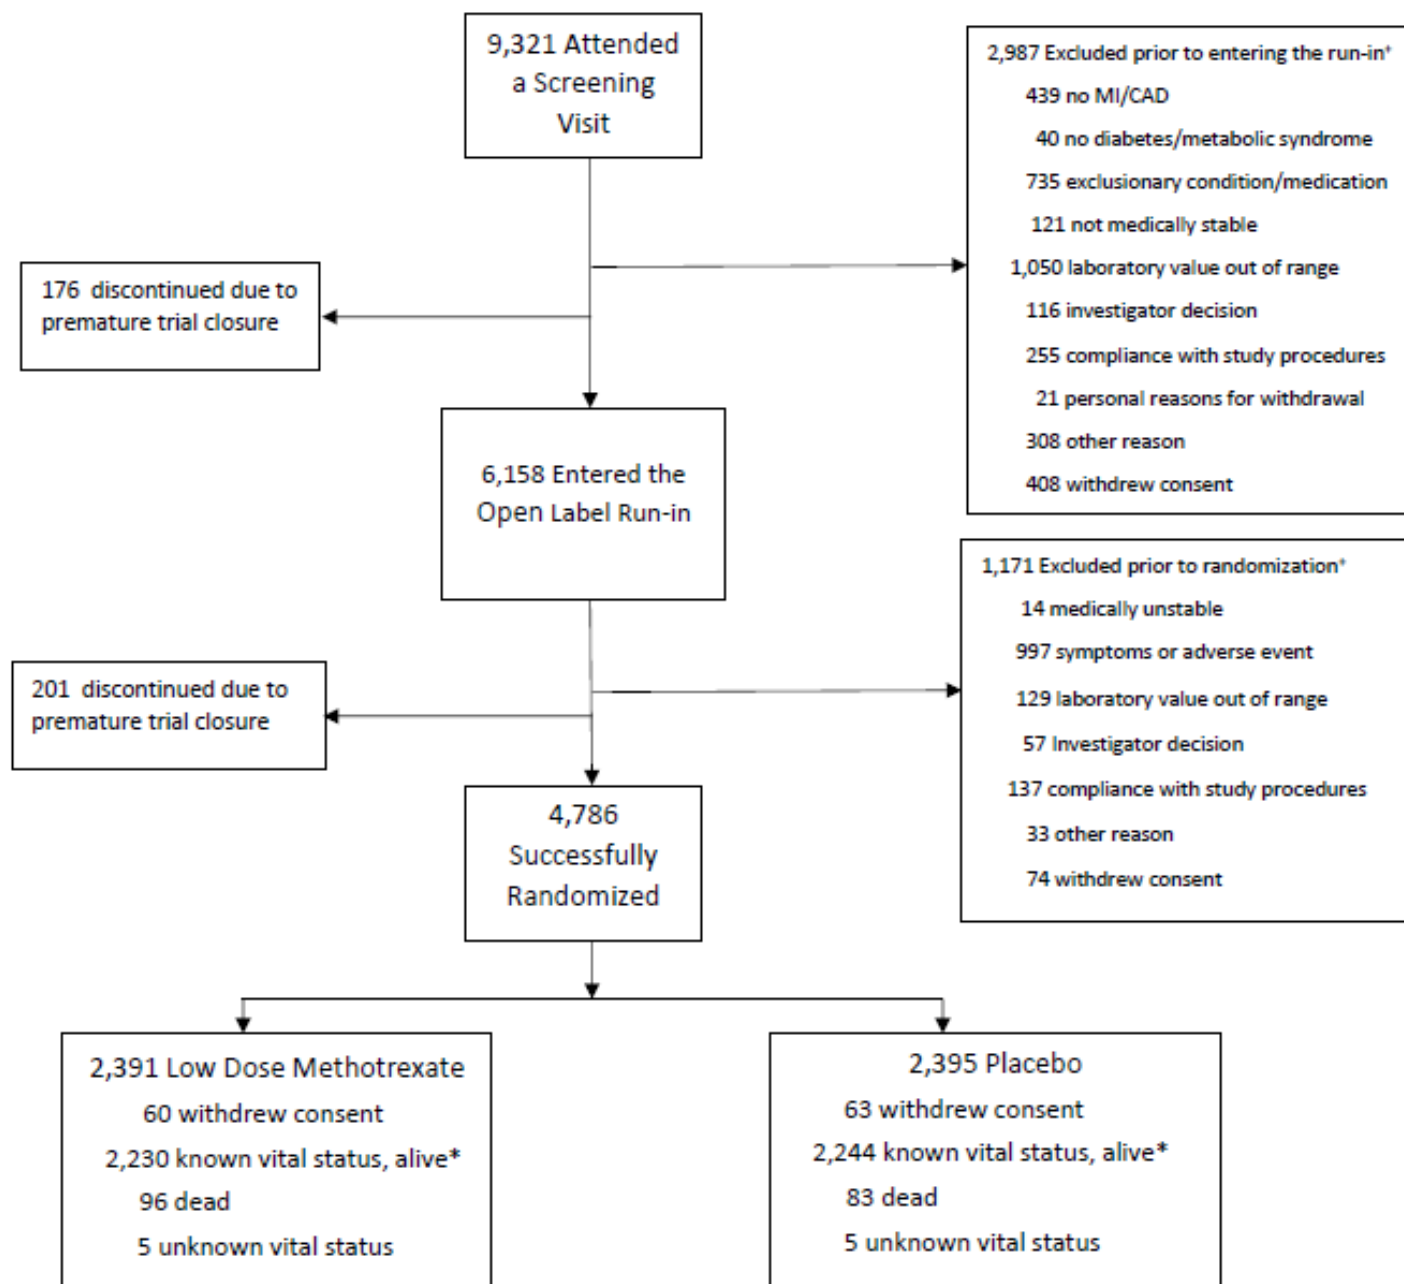 9,321 Attended
a Screening
Visit
2,987 Excluded prior to entering the run-in⁺
439 no MI/CAD
40 no diabetes/metabolic syndrome
735 exclusionary condition/medication
121 not medically stable
1,050 laboratory value out of range
116 investigator decision
255 compliance with study procedures
21 personal reasons for withdrawal
308 other reason
408 withdrew consent
176 discontinued due to
premature trial closure
6,158 Entered the
Open Label Run-in
1,171 Excluded prior to randomization⁺
14 medically unstable
997 symptoms or adverse event
129 laboratory value out of range
57 Investigator decision
137 compliance with study procedures
33 other reason
74 withdrew consent
201 discontinued due to
premature trial closure
4,786
Successfully
Randomized
2,391 Low Dose Methotrexate
60 withdrew consent
2,230 known vital status, alive*
96 dead
5 unknown vital status
2,395 Placebo
63 withdrew consent
2,244 known vital status, alive*
83 dead
5 unknown vital status